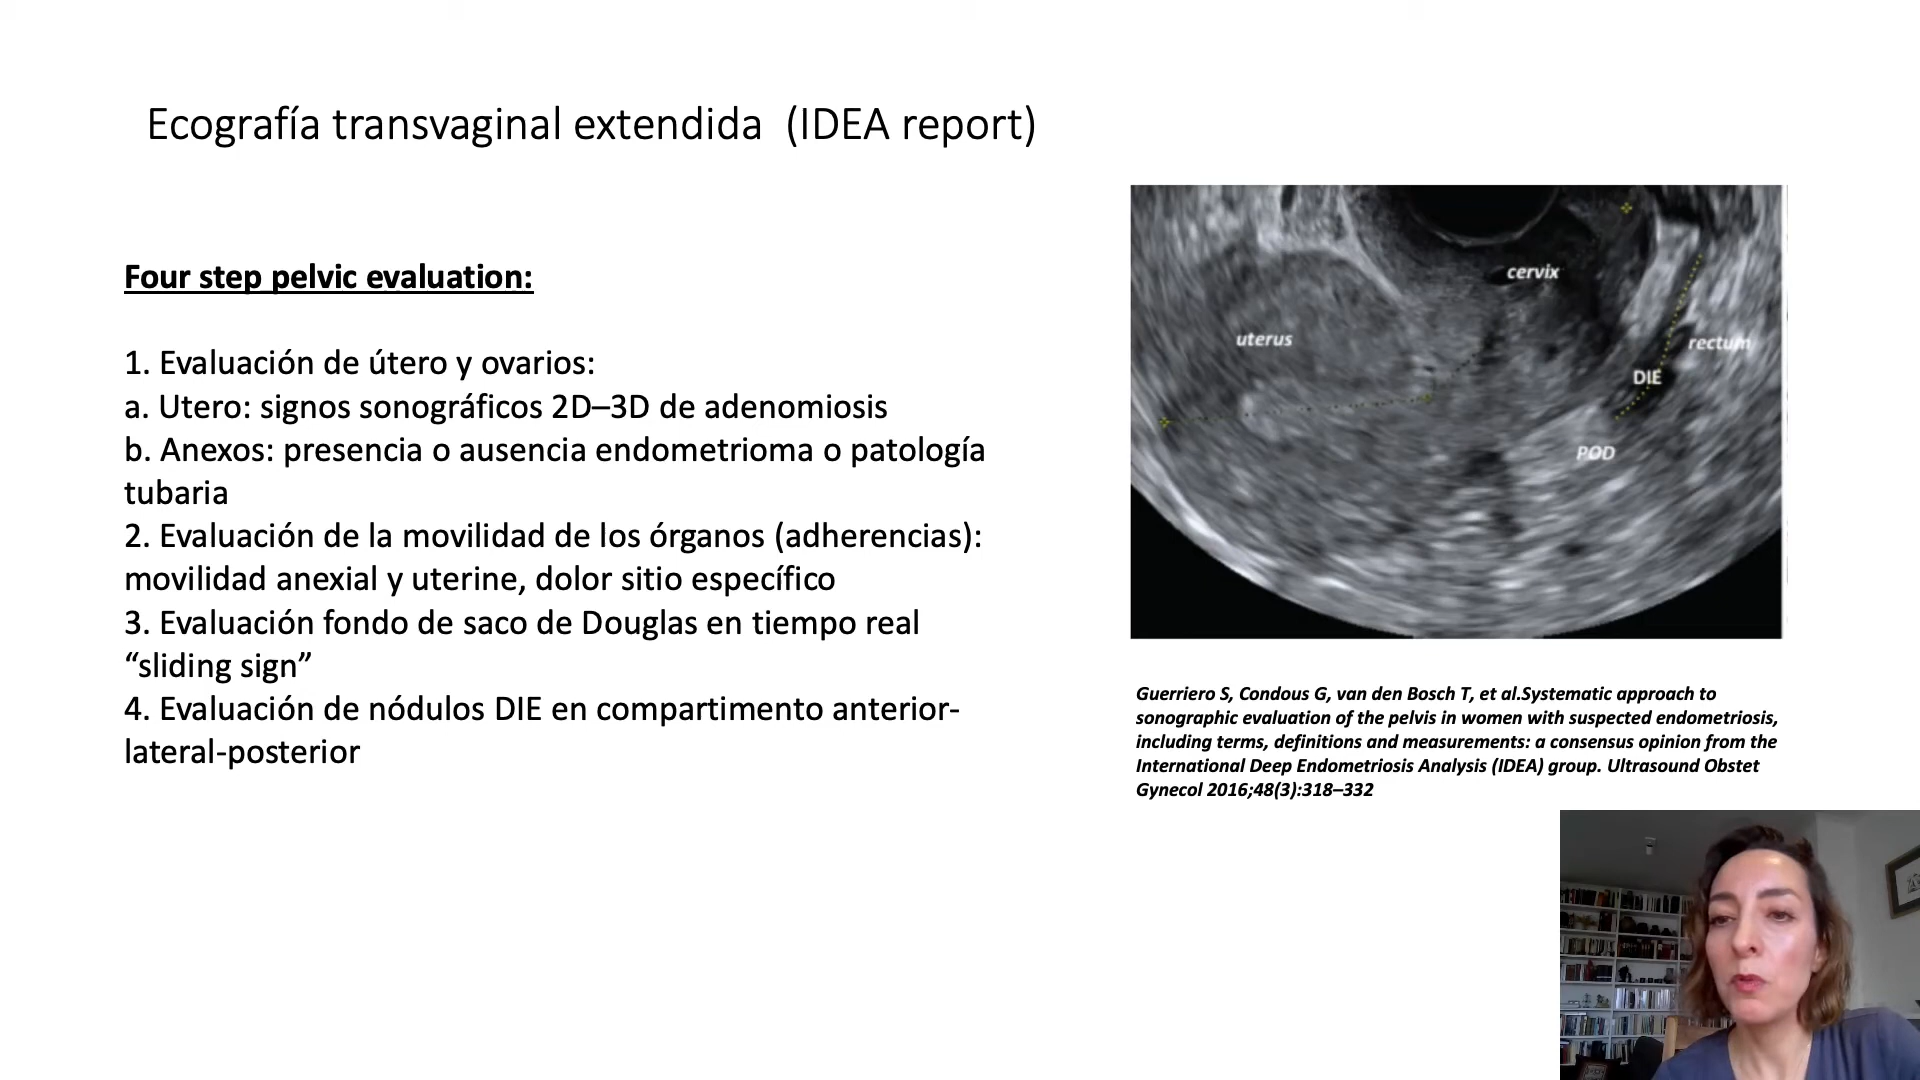 Ecografía transvaginal extendida (IDEA report)
Four step pelvic evaluation:
1. Evaluación de útero y ovarios:
a. Utero: signos sonográficos 2D–3D de adenomiosis
b. Anexos: presencia o ausencia endometrioma o patología
tubaria
2. Evaluación de la movilidad de los órganos (adherencias):
movilidad anexial y uterine, dolor sitio específico
3. Evaluación fondo de saco de Douglas en tiempo real
“sliding sign”
4. Evaluación de nódulos DIE en compartimento anterior-
lateral-posterior
cervix
uterus
rectum
DIE
POD
Guerriero S, Condous G, van den Bosch T, et al.Systematic approach to
sonographic evaluation of the pelvis in women with suspected endometriosis,
including terms, definitions and measurements: a consensus opinion from the
International Deep Endometriosis Analysis (IDEA) group. Ultrasound Obstet
Gynecol 2016;48(3):318–332